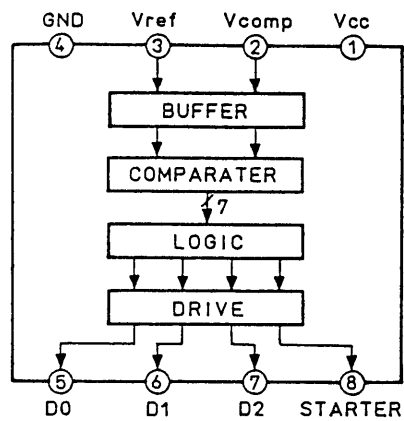 GND Vref Vcomp Vcc
4 3 2 1
BUFFER
COMPARATER
7
LOGIC
DRIVE
5 6 7 8
D0 D1 D2 STARTER